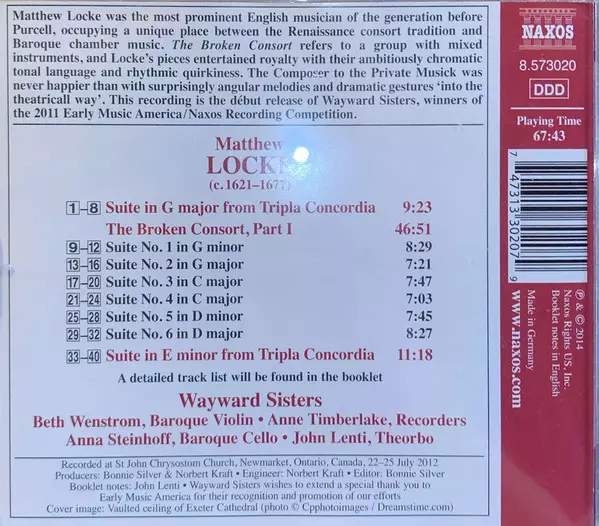 Matthew Locke was the most prominent English musician of the generation before
Purcell, occupying a unique place between the Renaissance consort tradition and
Baroque chamber music. The Broken Consort refers to a group with mixed
instruments, and Locke's pieces entertained royalty with their ambitiously chromatic
tonal language and rhythmic quirkiness. The Composer to the Private Musick was
never happier than with surprisingly angular melodies and dramatic gestures 'into the
theatricall way'. This recording is the début release of Wayward Sisters, winners of
the 2011 Early Music America/Naxos Recording Competition.
Matthew
LOCKE
(c.1621–1677)
1–8 Suite in G major from Tripla Concordia 9:23
The Broken Consort, Part I 46:51
9–12 Suite No. 1 in G minor 8:29
13–16 Suite No. 2 in G major 7:21
17–20 Suite No. 3 in C major 7:47
21–24 Suite No. 4 in C major 7:03
25–28 Suite No. 5 in D minor 7:45
29–32 Suite No. 6 in D major 8:27
33–40 Suite in E minor from Tripla Concordia 11:18
A detailed track list will be found in the booklet
Wayward Sisters
Beth Wenstrom, Baroque Violin • Anne Timberlake, Recorders
Anna Steinhoff, Baroque Cello • John Lenti, Theorbo
Recorded at St John Chrysostom Church, Newmarket, Ontario, Canada, 22–25 July 2012
Producers: Bonnie Silver & Norbert Kraft • Engineer: Norbert Kraft • Editor: Bonnie Silver
Booklet notes: John Lenti • Wayward Sisters wishes to extend a special thank you to
Early Music America for their recognition and promotion of our efforts
Cover image: Vaulted ceiling of Exeter Cathedral (photo © Cpphotoimages / Dreamstime.com)
NAXOS
8.573020
DDD
Playing Time
67:43
7 47313 30207 9
℗ & © 2014
Naxos Rights US, Inc.
Booklet notes in English
Made in Germany
www.naxos.com